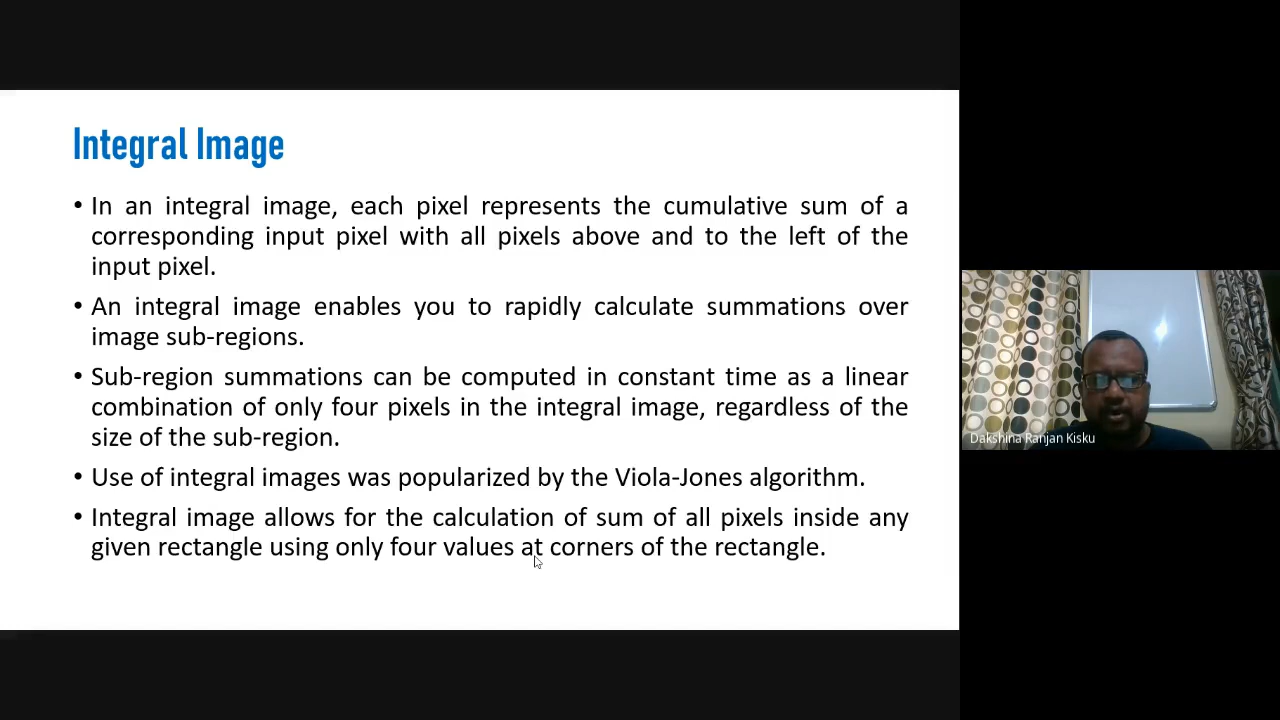 Integral Image
• In an integral image, each pixel represents the cumulative sum of a
corresponding input pixel with all pixels above and to the left of the
input pixel.
• An integral image enables you to rapidly calculate summations over
image sub-regions.
• Sub-region summations can be computed in constant time as a linear
combination of only four pixels in the integral image, regardless of the
size of the sub-region.
• Use of integral images was popularized by the Viola-Jones algorithm.
• Integral image allows for the calculation of sum of all pixels inside any
given rectangle using only four values at corners of the rectangle.
Dakshina Ranjan Kisku